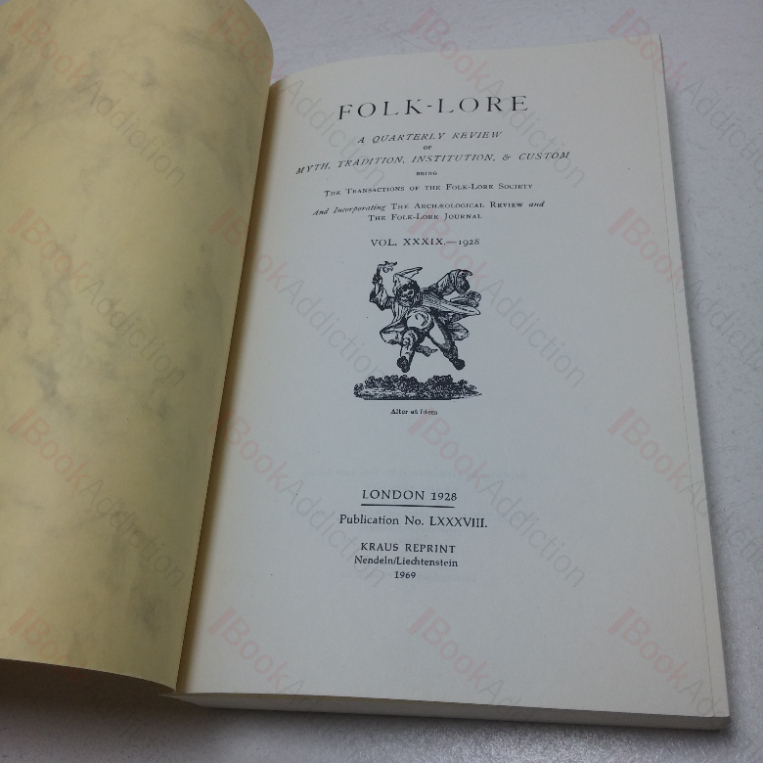 FOLK-LORE
A QUARTERLY REVIEW
OF
MYTH, TRADITION, INSTITUTION, & CUSTOM
BEING
THE TRANSACTIONS OF THE FOLK-LORE SOCIETY
And Incorporating THE ARCHÆOLOGICAL REVIEW and
THE FOLK-LORE JOURNAL
VOL. XXXIX.—1928
Alter et Idem
LONDON 1928
Publication No. LXXXVIII.
KRAUS REPRINT
Nendeln/Liechtenstein
1969
BookAddiction